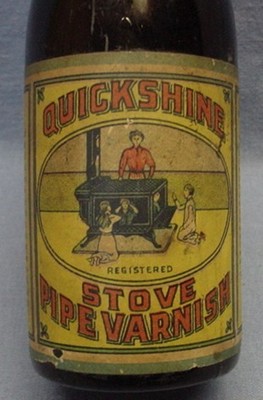 QUICKSHINE
REGISTERED
STOVE
PIPE VARNISH